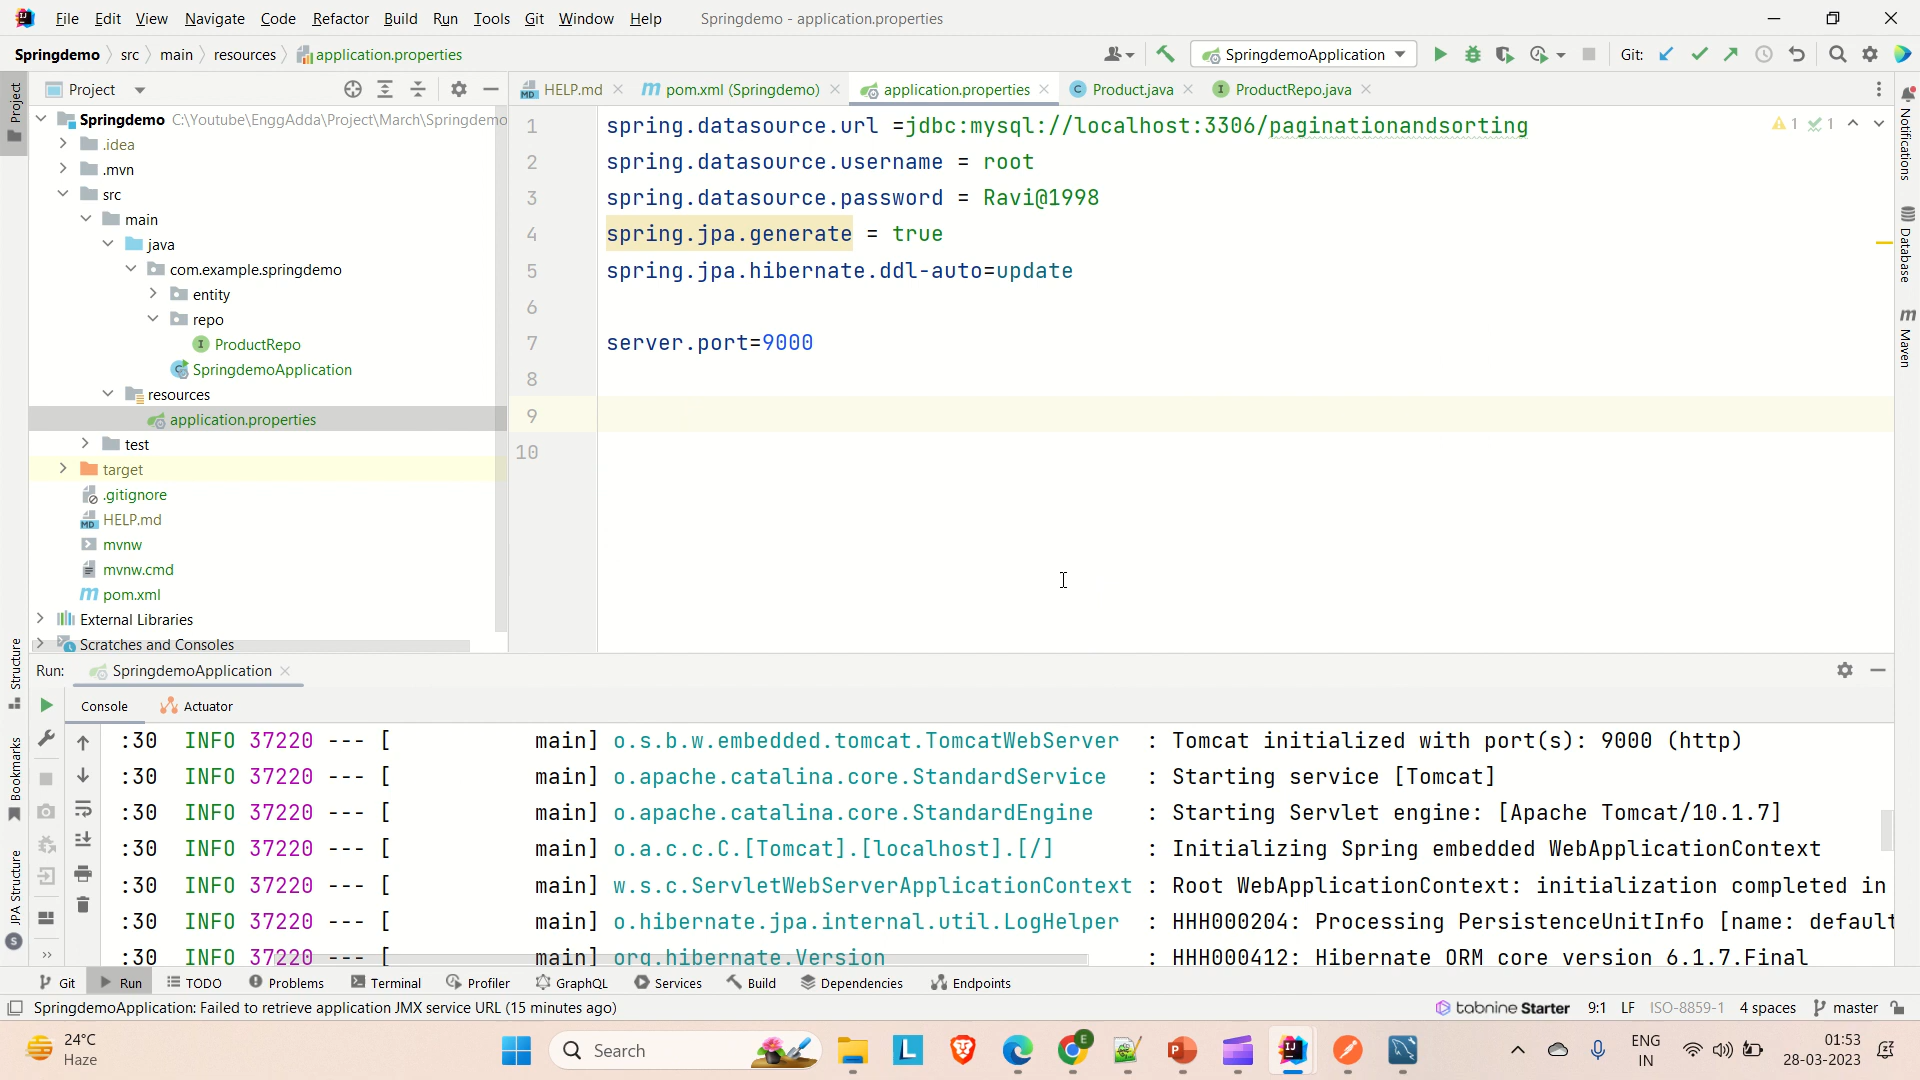 File Edit View Navigate Code Refactor Build Run Tools Git Window Help Springdemo - application.properties
Springdemo src main resources application.properties SpringdemoApplication Git:
Project
HELP.md pom.xml (Springdemo) application.properties Product.java ProductRepo.java
Project
Structure
Bookmarks
JPA Structure
Springdemo C:\Youtube\EnggAdda\Project\March\Springdemo
.idea
.mvn
src
main
java
com.example.springdemo
entity
repo
ProductRepo
SpringdemoApplication
resources
application.properties
test
target
.gitignore
HELP.md
mvnw
mvnw.cmd
pom.xml
External Libraries
Scratches and Consoles
1 spring.datasource.url =jdbc:mysql://localhost:3306/paginationandsorting
2 spring.datasource.username = root
3 spring.datasource.password = Ravi@1998
4 spring.jpa.generate = true
5 spring.jpa.hibernate.ddl-auto=update
6
7 server.port=9000
8
9
10
1 1
Notifications
Database
Maven
Run: SpringdemoApplication
Console Actuator
:30 INFO 37220 --- [ main] o.s.b.w.embedded.tomcat.TomcatWebServer : Tomcat initialized with port(s): 9000 (http)
:30 INFO 37220 --- [ main] o.apache.catalina.core.StandardService : Starting service [Tomcat]
:30 INFO 37220 --- [ main] o.apache.catalina.core.StandardEngine : Starting Servlet engine: [Apache Tomcat/10.1.7]
:30 INFO 37220 --- [ main] o.a.c.c.C.[Tomcat].[localhost].[/] : Initializing Spring embedded WebApplicationContext
:30 INFO 37220 --- [ main] w.s.c.ServletWebServerApplicationContext : Root WebApplicationContext: initialization completed in
:30 INFO 37220 --- [ main] o.hibernate.jpa.internal.util.LogHelper : HHH000204: Processing PersistenceUnitInfo [name: default
:30 INFO 37220 --- [ main] org.hibernate.Version : HHH000412: Hibernate ORM core version 6.1.7.Final
Git Run TODO Problems Terminal Profiler GraphQL Services Build Dependencies Endpoints
SpringdemoApplication: Failed to retrieve application JMX service URL (15 minutes ago) tabnine Starter 9:1 LF ISO-8859-1 4 spaces master
24°C
Haze
Search
ENG
IN
01:53
28-03-2023